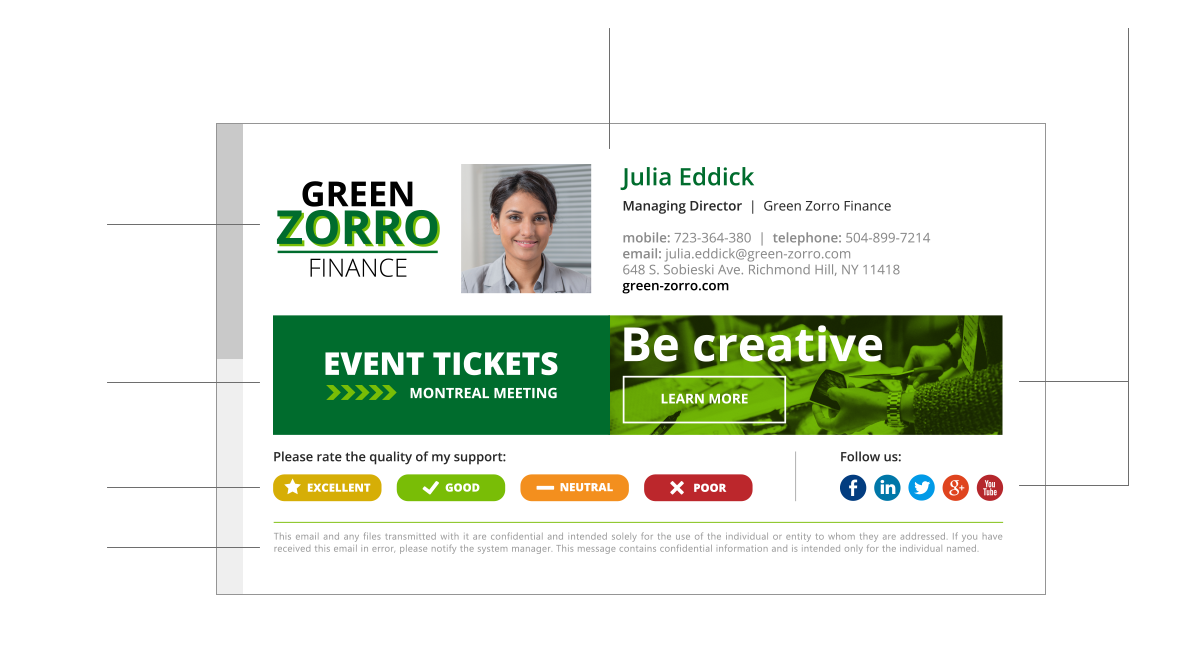 GREEN
ZORRO
FINANCE
Julia Eddick
Managing Director | Green Zorro Finance
mobile: 723-364-380 | telephone: 504-899-7214
email: julia.eddick@green-zorro.com
648 S. Sobieski Ave. Richmond Hill, NY 11418
green-zorro.com
EVENT TICKETS
MONTREAL MEETING
Be creative
LEARN MORE
Please rate the quality of my support:
EXCELLENT
GOOD
NEUTRAL
POOR
Follow us:
f
in
g+
You
Tube
This email and any files transmitted with it are confidential and intended solely for the use of the individual or entity to whom they are addressed. If you have
received this email in error, please notify the system manager. This message contains confidential information and is intended only for the individual named.